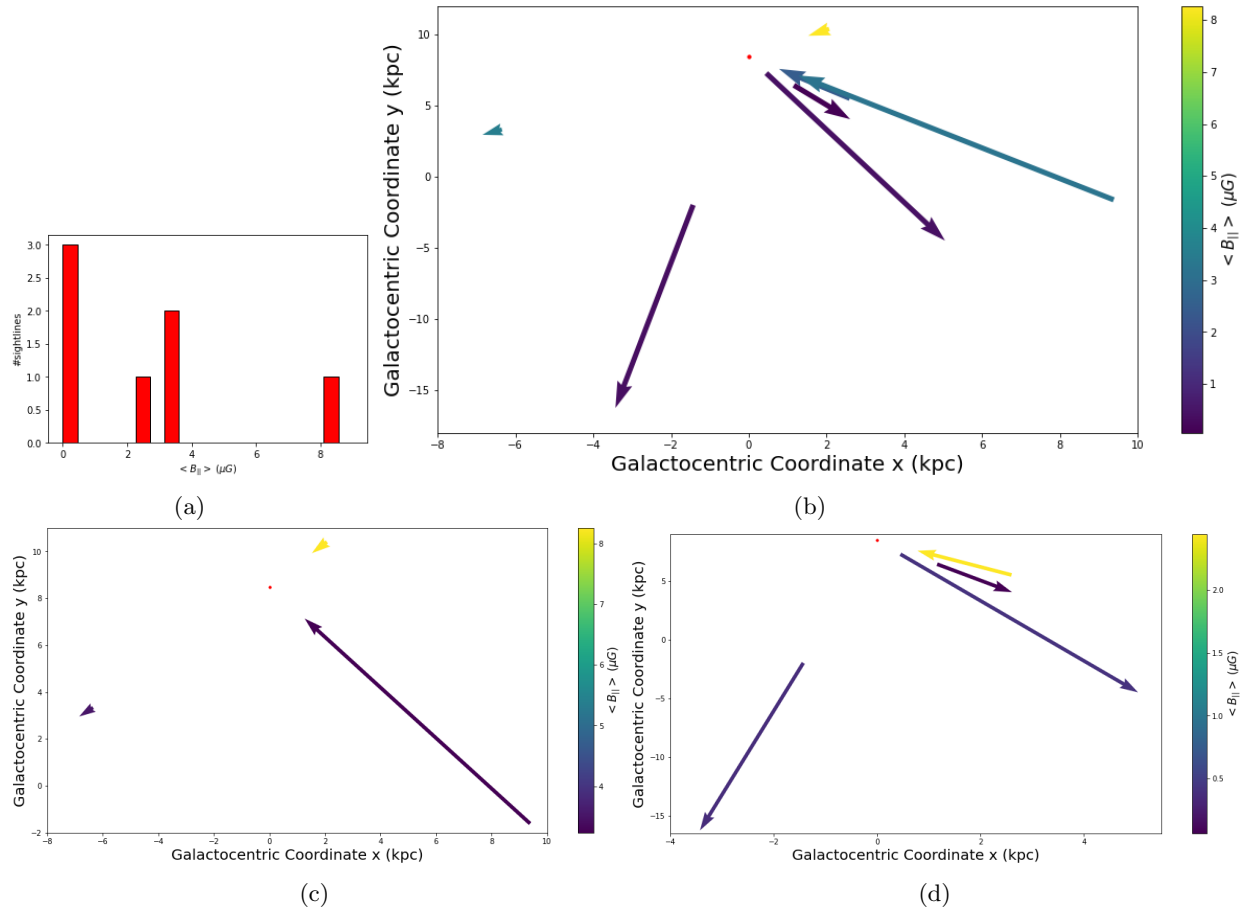 3.0
2.5
2.0
1.5
1.0
0.5
0.0
#sightlines
0 2 4 6 8
< B_{||} > (μG)
(a)
10
5
0
−5
−10
−15
Galactocentric Coordinate y (kpc)
−8 −6 −4 −2 0 2 4 6 8 10
Galactocentric Coordinate x (kpc)
8
7
6
5
4
3
2
1
< B_{||} > (μG)
(b)
10
8
6
4
2
0
−2
Galactocentric Coordinate y (kpc)
−8 −6 −4 −2 0 2 4 6 8 10
Galactocentric Coordinate x (kpc)
8
7
6
5
4
< B_{||} > (μG)
(c)
5
0
−5
−10
−15
Galactocentric Coordinate y (kpc)
−4 −2 0 2 4
Galactocentric Coordinate x (kpc)
2.0
1.5
1.0
0.5
< B_{||} > (μG)
(d)